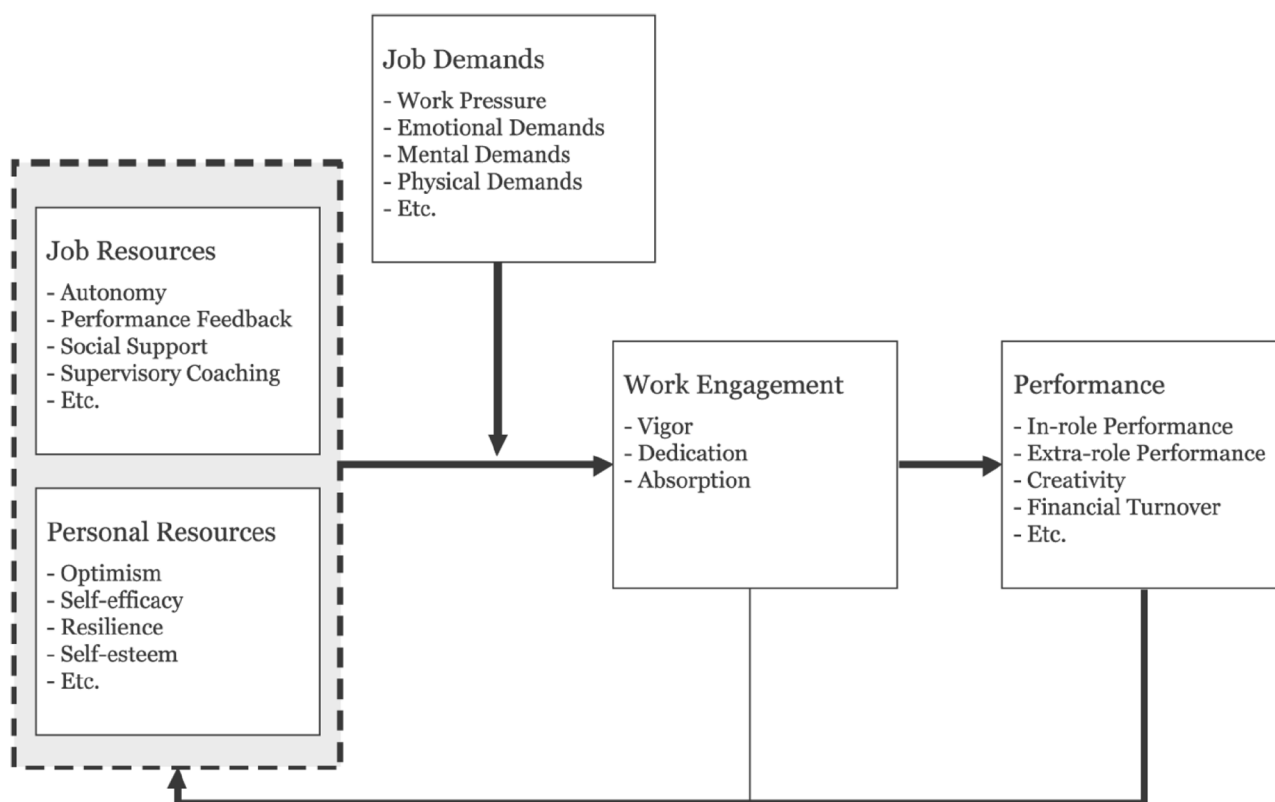 Job Demands
- Work Pressure
- Emotional Demands
- Mental Demands
- Physical Demands
- Etc.
Job Resources
- Autonomy
- Performance Feedback
- Social Support
- Supervisory Coaching
- Etc.
Personal Resources
- Optimism
- Self-efficacy
- Resilience
- Self-esteem
- Etc.
Work Engagement
- Vigor
- Dedication
- Absorption
Performance
- In-role Performance
- Extra-role Performance
- Creativity
- Financial Turnover
- Etc.